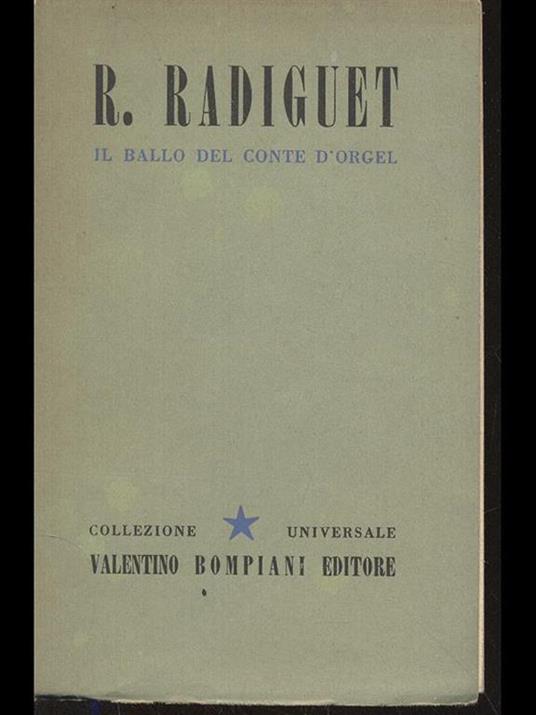 R. RADIGUET
IL BALLO DEL CONTE D'ORGEL
COLLEZIONE UNIVERSALE
VALENTINO BOMPIANI EDITORE